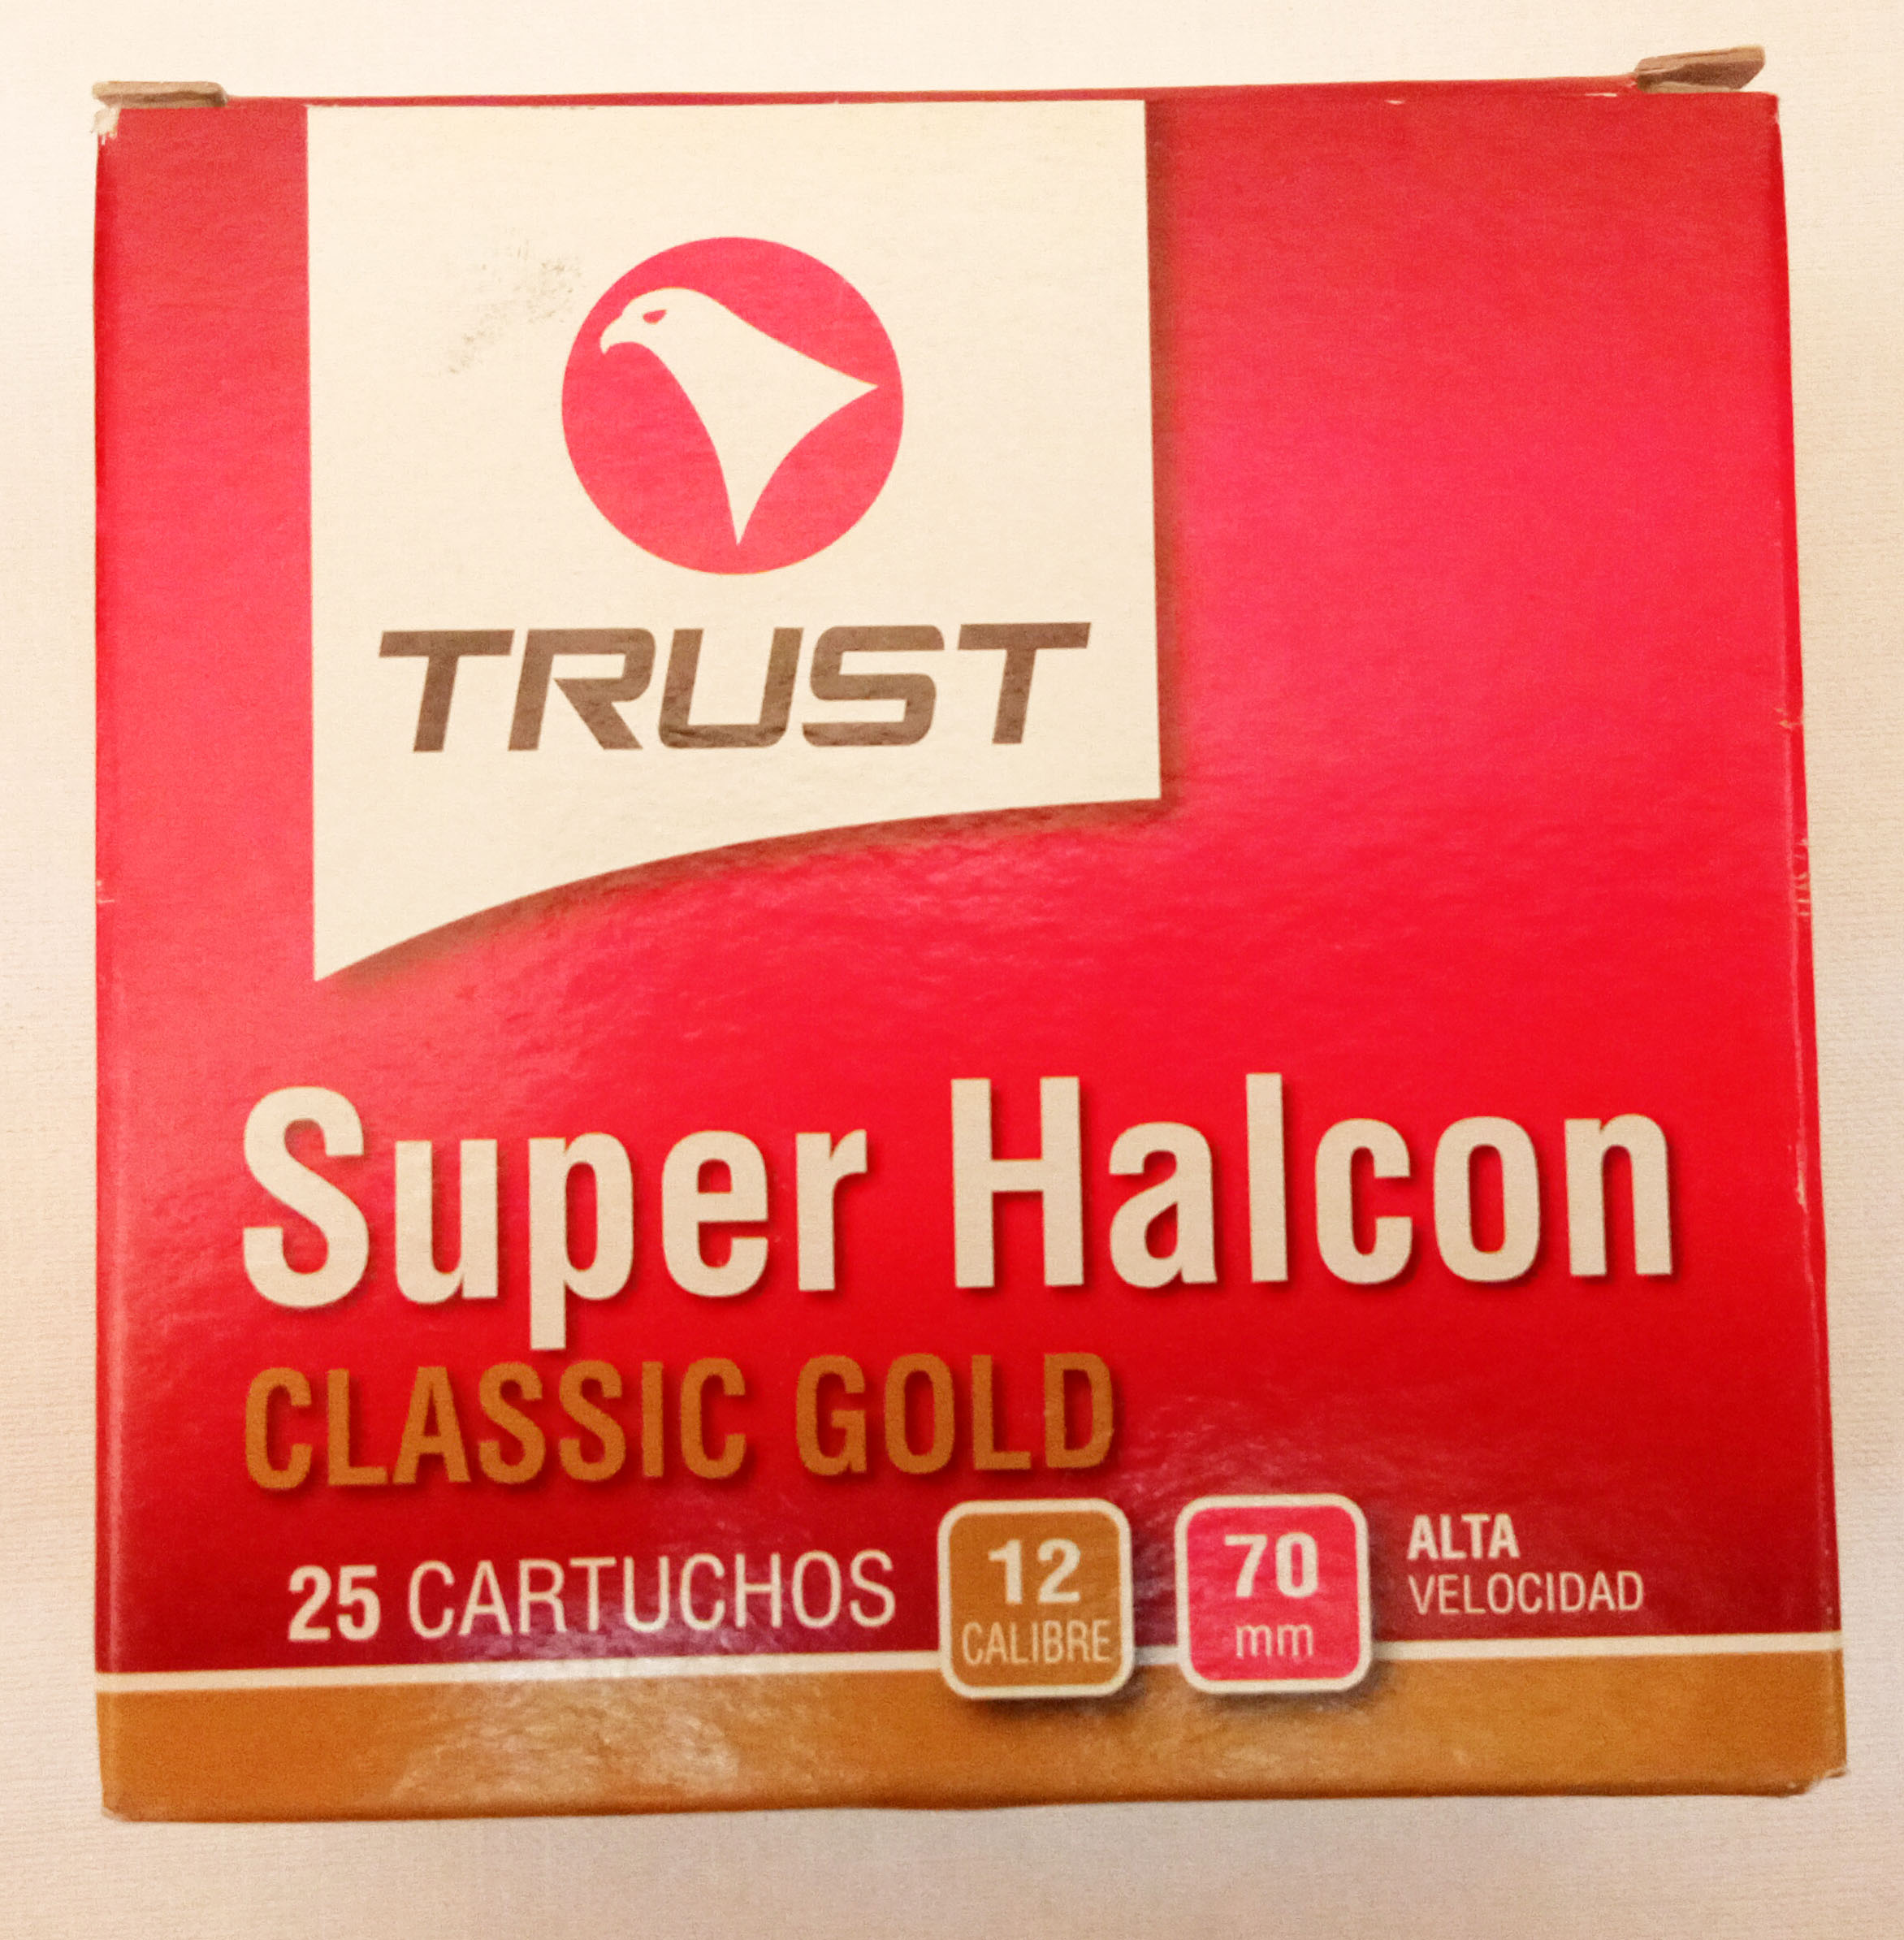 TRUST
Super Halcon
CLASSIC GOLD
25 CARTUCHOS
12
CALIBRE
70
mm
ALTA
VELOCIDAD